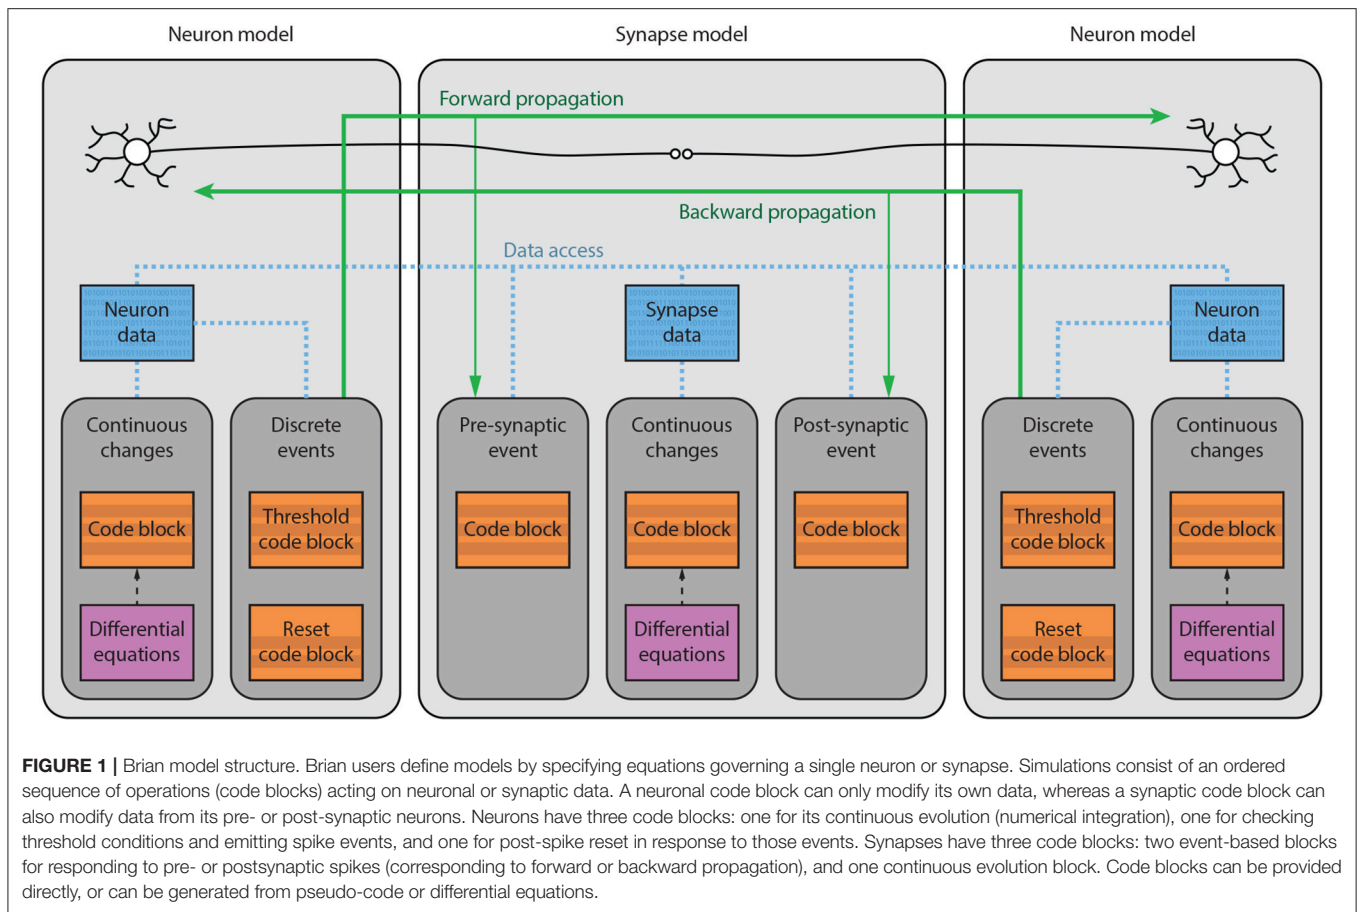 Neuron model
Synapse model
Neuron model
Forward propagation
Backward propagation
Data access
Neuron
data
Synapse
data
Neuron
data
Continuous
changes
Code block
Differential
equations
Discrete
events
Threshold
code block
Reset
code block
Pre-synaptic
event
Code block
Continuous
changes
Code block
Differential
equations
Post-synaptic
event
Code block
Discrete
events
Threshold
code block
Reset
code block
Continuous
changes
Code block
Differential
equations
FIGURE 1 | Brian model structure. Brian users define models by specifying equations governing a single neuron or synapse. Simulations consist of an ordered
sequence of operations (code blocks) acting on neuronal or synaptic data. A neuronal code block can only modify its own data, whereas a synaptic code block can
also modify data from its pre- or post-synaptic neurons. Neurons have three code blocks: one for its continuous evolution (numerical integration), one for checking
threshold conditions and emitting spike events, and one for post-spike reset in response to those events. Synapses have three code blocks: two event-based blocks
for responding to pre- or postsynaptic spikes (corresponding to forward or backward propagation), and one continuous evolution block. Code blocks can be provided
directly, or can be generated from pseudo-code or differential equations.